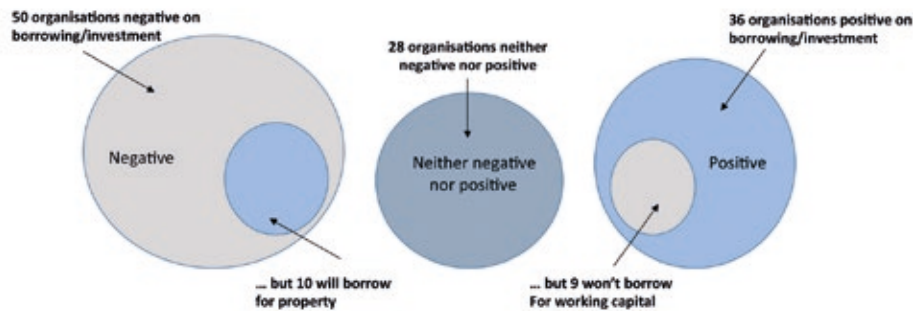 50 organisations negative on
borrowing/investment
28 organisations neither
negative nor positive
36 organisations positive on
borrowing/investment
Negative
Neither negative
nor positive
Positive
... but 10 will borrow
for property
... but 9 won't borrow
For working capital